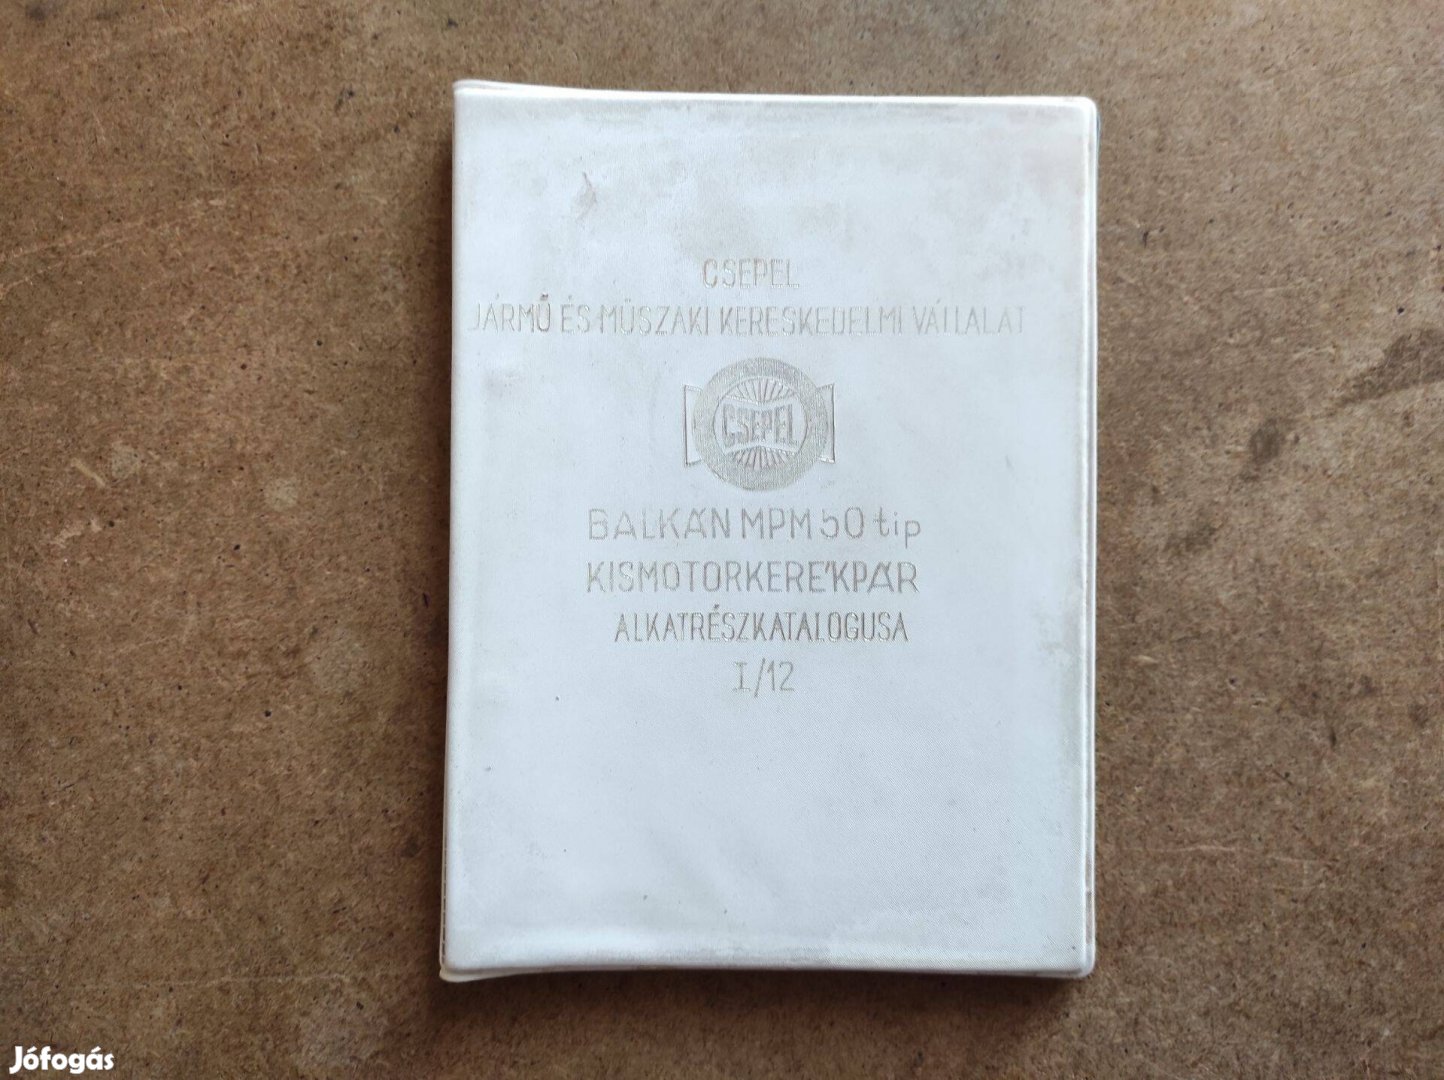 CSEPEL
JÁRMŰ ÉS MŰSZAKI KERESKEDELMI VÁLLALAT
CSEPEL
BALKÁN MPM 50 tip
KISMOTORKERÉKPÁR
ALKATRÉSZKATALOGUSA
I/12
Jófogás